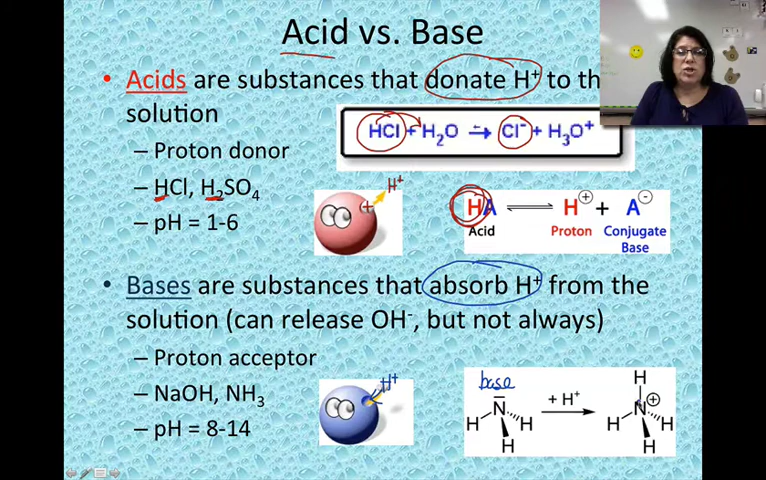 Acid vs. Base
• Acids are substances that donate H⁺ to th
solution
HCl + H₂O → Cl⁻ + H₃O⁺
– Proton donor
– HCl, H₂SO₄
– pH = 1-6
+ H⁺
HA ⇌ H⁺ + A⁻
Acid Proton Conjugate
Base
• Bases are substances that absorb H⁺ from the
solution (can release OH⁻, but not always)
– Proton acceptor
– NaOH, NH₃
– pH = 8-14
H⁺
base
N H H H
+ H⁺
H N⁺ H H H